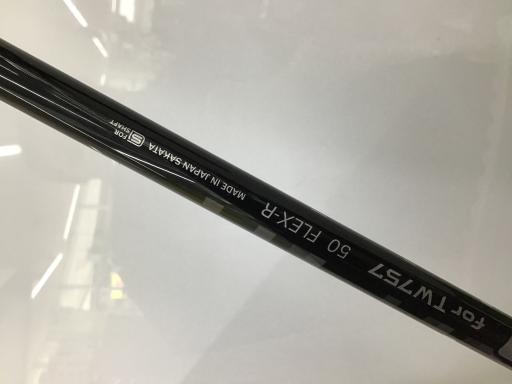 for TW757
50 FLEX-R
MADE IN JAPAN SAKATA
S FOR SHAFT